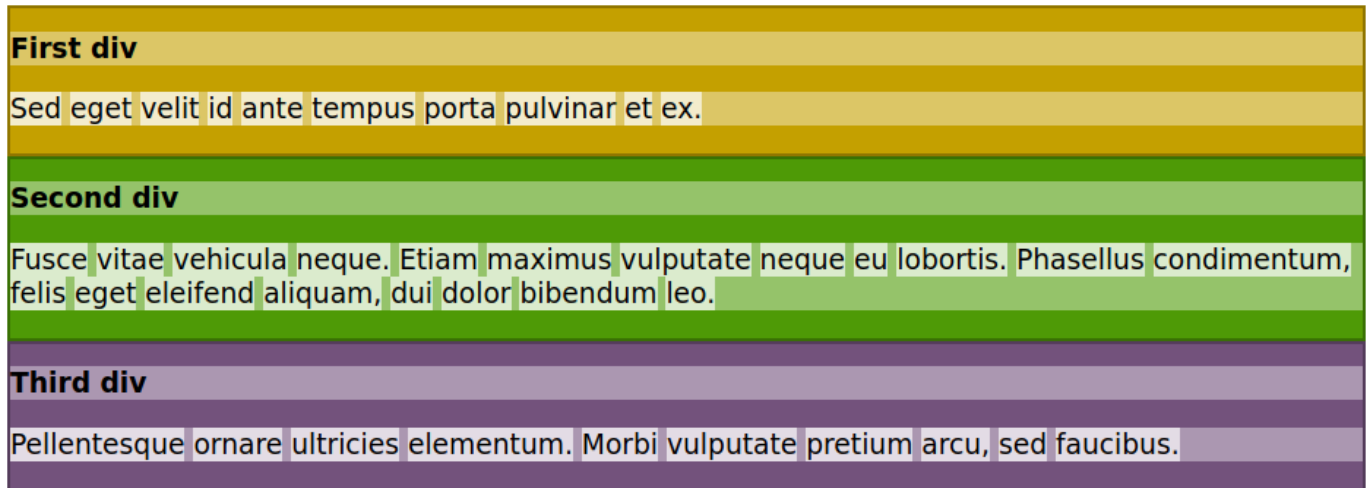 First div
Sed eget velit id ante tempus porta pulvinar et ex.
Second div
Fusce vitae vehicula neque. Etiam maximus vulputate neque eu lobortis. Phasellus condimentum,
felis eget eleifend aliquam, dui dolor bibendum leo.
Third div
Pellentesque ornare ultricies elementum. Morbi vulputate pretium arcu, sed faucibus.